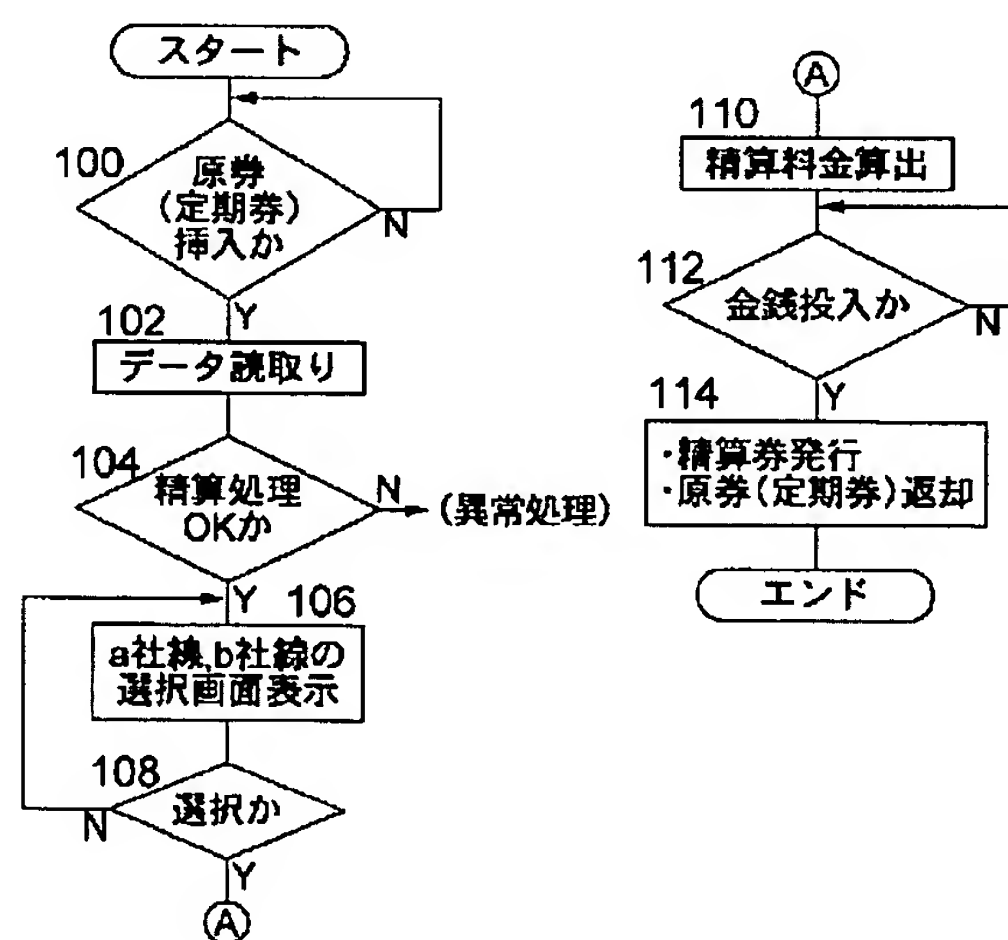 スタート
100
原券
(定期券)
挿入か
N
Y
102
データ読取り
104
精算処理
OKか
N
(異常処理)
Y
106
a社線,b社線の
選択画面表示
108
選択か
N
Y
A
A
110
精算料金算出
112
金銭投入か
N
Y
114
・精算券発行
・原券(定期券)返却
エンド